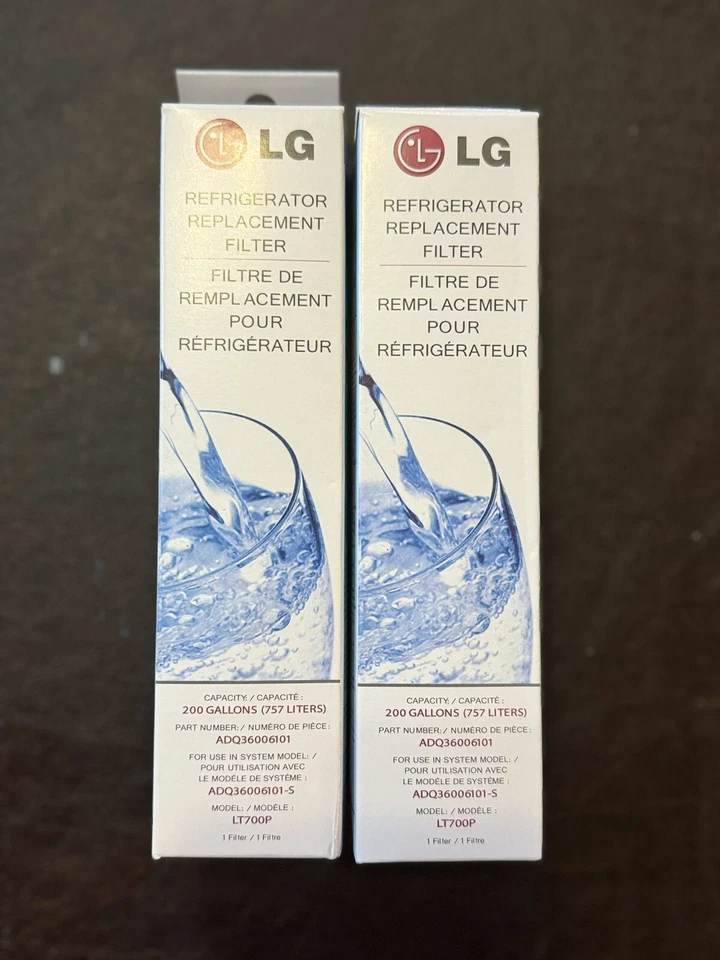 LG
REFRIGERATOR
REPLACEMENT
FILTER
FILTRE DE
REMPLACEMENT
POUR
RÉFRIGÉRATEUR
CAPACITY: / CAPACITÉ :
200 GALLONS (757 LITERS)
PART NUMBER: / NUMÉRO DE PIÈCE:
ADQ36006101
FOR USE IN SYSTEM MODEL: /
POUR UTILISATION AVEC
LE MODÈLE DE SYSTÈME :
ADQ36006101-S
MODEL: / MODÈLE :
LT700P
1 Filter / 1 Filtre
LG
REFRIGERATOR
REPLACEMENT
FILTER
FILTRE DE
REMPLACEMENT
POUR
RÉFRIGÉRATEUR
CAPACITY: / CAPACITÉ :
200 GALLONS (757 LITERS)
PART NUMBER: / NUMÉRO DE PIÈCE:
ADQ36006101
FOR USE IN SYSTEM MODEL: /
POUR UTILISATION AVEC
LE MODÈLE DE SYSTÈME :
ADQ36006101-S
MODEL: / MODÈLE :
LT700P
1 Filter / 1 Filtre